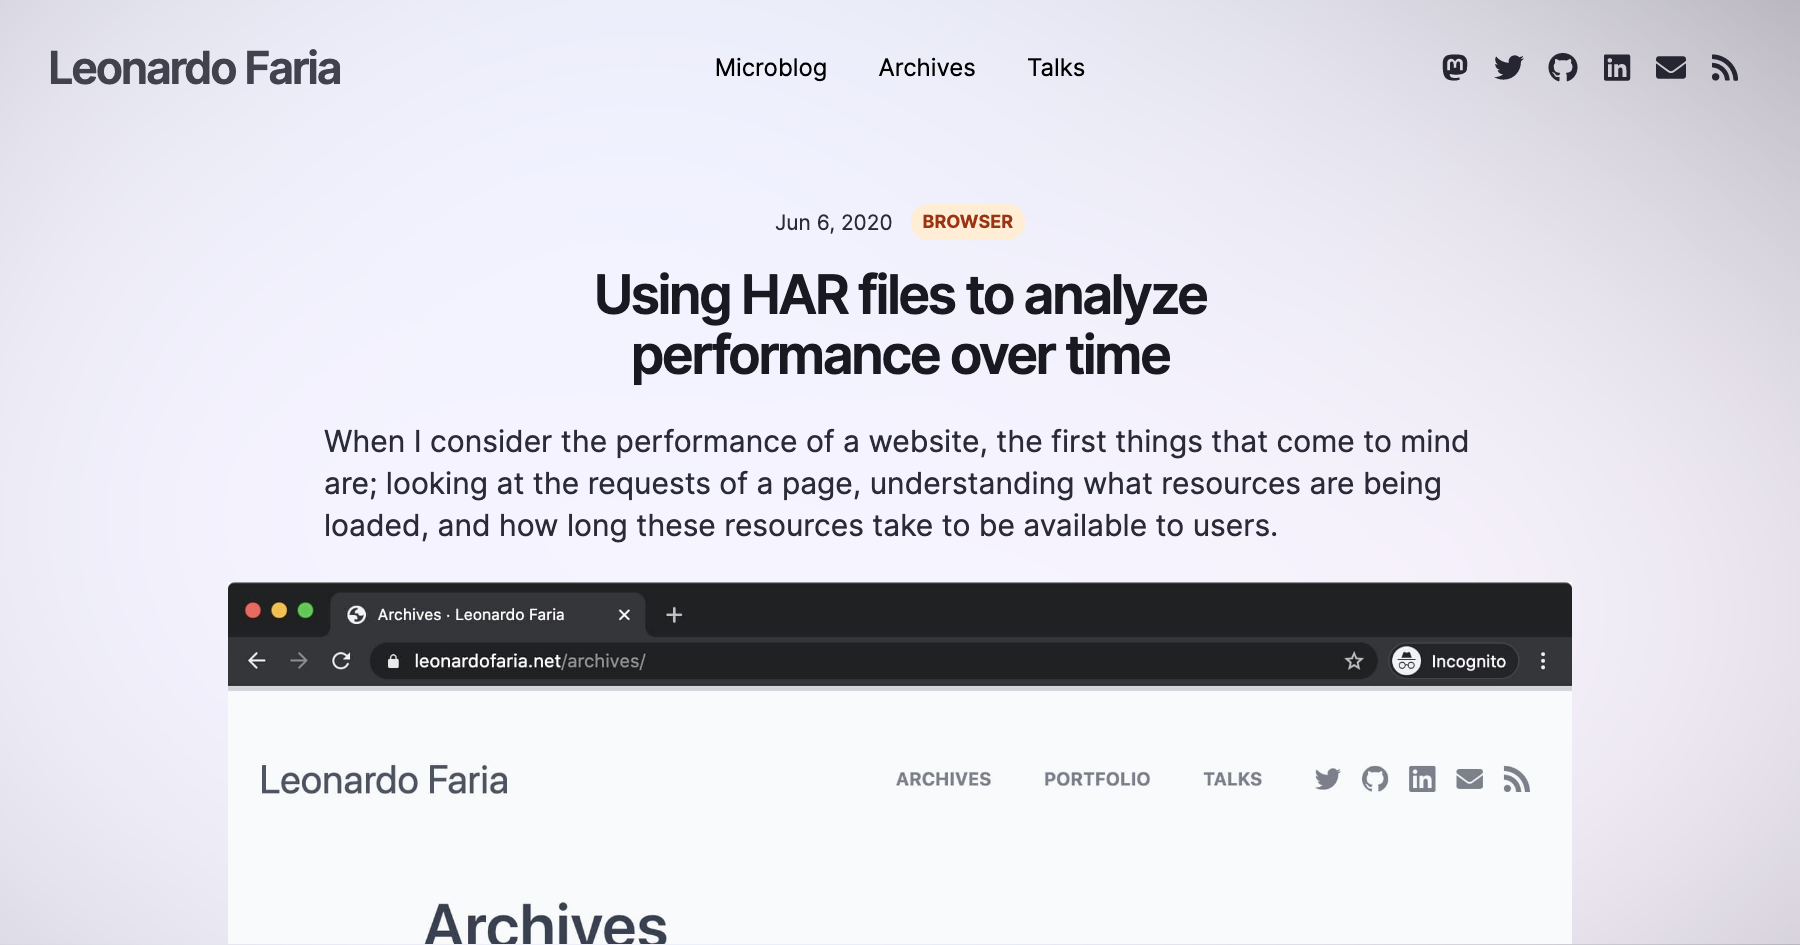 Leonardo Faria
Microblog
Archives
Talks
Jun 6, 2020
BROWSER
Using HAR files to analyze
performance over time
When I consider the performance of a website, the first things that come to mind
are; looking at the requests of a page, understanding what resources are being
loaded, and how long these resources take to be available to users.
Archives · Leonardo Faria
leonardofaria.net/archives/
Incognito
Leonardo Faria
ARCHIVES
PORTFOLIO
TALKS
Archives